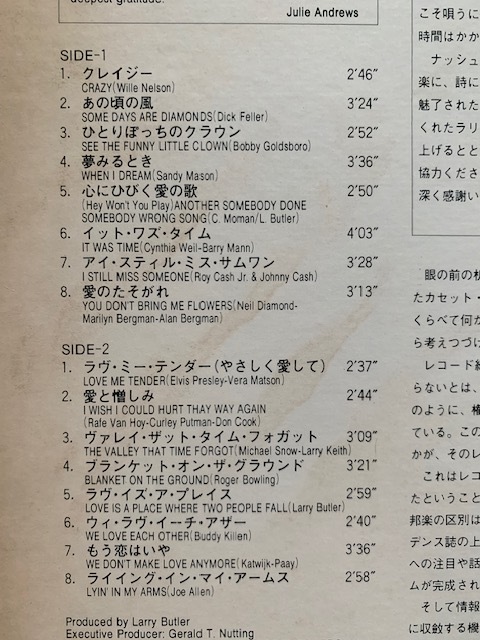 deepest gratitude.
Julie Andrews
SIDE-1
1. クレイジー 2′46″
CRAZY(Wille Nelson)
2. あの頃の風 3′24″
SOME DAYS ARE DIAMONDS(Dick Feller)
3. ひとりぽっちのクラウン 2′52″
SEE THE FUNNY LITTLE CLOWN(Bobby Goldsboro)
4. 夢みるとき 3′36″
WHEN I DREAM(Sandy Mason)
5. 心にひびく愛の歌 2′50″
(Hey Won't You Play)ANOTHER SOMEBODY DONE
SOMEBODY WRONG SONG(C. Moman/L. Butler)
6. イット・ワズ・タイム 4′03″
IT WAS TIME(Cynthia Weil-Barry Mann)
7. アイ・スティル・ミス・サムワン 3′28″
I STILL MISS SOMEONE(Roy Cash Jr. & Johnny Cash)
8. 愛のたそがれ 3′13″
YOU DON'T BRING ME FLOWERS(Neil Diamond-
Marilyn Bergman-Alan Bergman)
SIDE-2
1. ラヴ・ミー・テンダー(やさしく愛して) 2′37″
LOVE ME TENDER(Elvis Presley-Vera Matson)
2. 愛と憎しみ 2′44″
I WISH I COULD HURT THAY WAY AGAIN
(Rafe Van Hoy-Curley Putman-Don Cook)
3. ヴァレイ・ザット・タイム・フォガット 3′09″
THE VALLEY THAT TIME FORGOT(Michael Snow-Larry Keith)
4. ブランケット・オン・ザ・グラウンド 3′21″
BLANKET ON THE GROUND(Roger Bowling)
5. ラヴ・イズ・ア・プレイス 2′59″
LOVE IS A PLACE WHERE TWO PEOPLE FALL(Larry Butler)
6. ウィ・ラヴ・イーチ・アザー 2′40″
WE LOVE EACH OTHER(Buddy Killen)
7. もう恋はいや 3′36″
WE DON'T MAKE LOVE ANYMORE(Katwijk-Paay)
8. ライイング・イン・マイ・アームス 2′58″
LYIN' IN MY ARMS(Joe Allen)
Produced by Larry Butler
Executive Producer: Gerald T. Nutting
こそ唄うに
時間はかか
ナッシュ
楽に、詩に
魅了された
くれたラリ
上げるとと
協力くださ
深く感謝い
眼の前の机
たカセット・
くらべて何か
ら考えつづけ
レコード紙
らないとは、
のように、権
ている。この
かが、そのレ
これはレコ
たということ
邦楽の区別は
デンス誌の上
への注目や話
ムが完成され
そして情報
に収斂する機